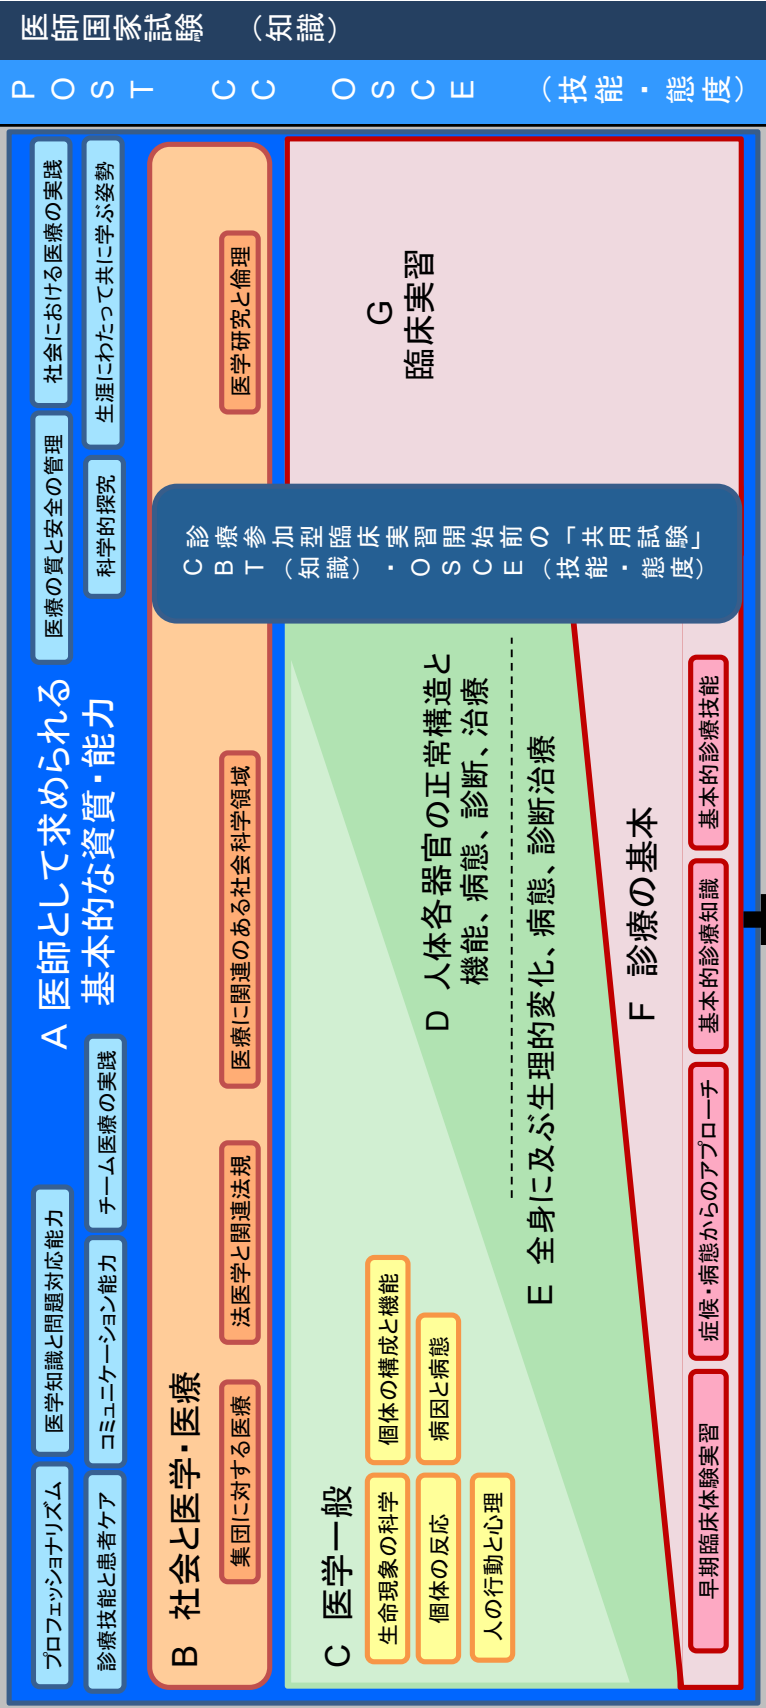 医師国家試験　（知識）
ＰＯＳＴ　ＣＣ　ＯＳＣＥ　（技能・態度）
A 医師として求められる
基本的な資質・能力
プロフェッショナリズム
医学知識と問題対応能力
医療の質と安全の管理
社会における医療の実践
診療技能と患者ケア
コミュニケーション能力
チーム医療の実践
科学的探究
生涯にわたって共に学ぶ姿勢
B 社会と医学・医療
集団に対する医療
法医学と関連法規
医療に関連のある社会科学領域
医学研究と倫理
C 医学一般
生命現象の科学
個体の構成と機能
個体の反応
病因と病態
人の行動と心理
D 人体各器官の正常構造と
機能、病態、診断、治療
E 全身に及ぶ生理的変化、病態、診断治療
F 診療の基本
早期臨床体験実習
症候・病態からのアプローチ
基本的診療知識
基本的診療技能
診療参加型臨床実習開始前の「共用試験」
ＣＢＴ（知識）・ＯＳＣＥ（技能・態度）
G
臨床実習